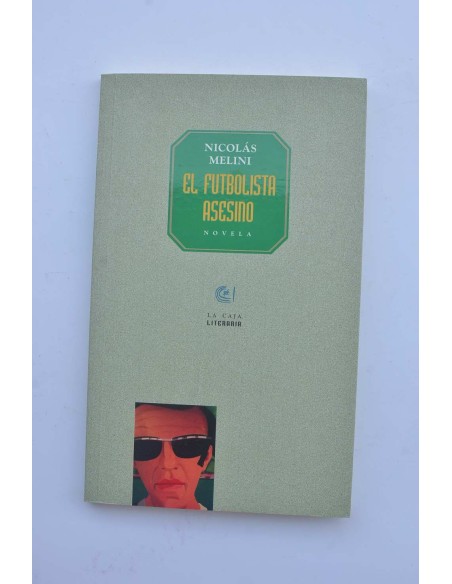 NICOLÁS
MELINI
EL FUTBOLISTA
ASESINO
NOVELA
LA CAJA
LITERARIA